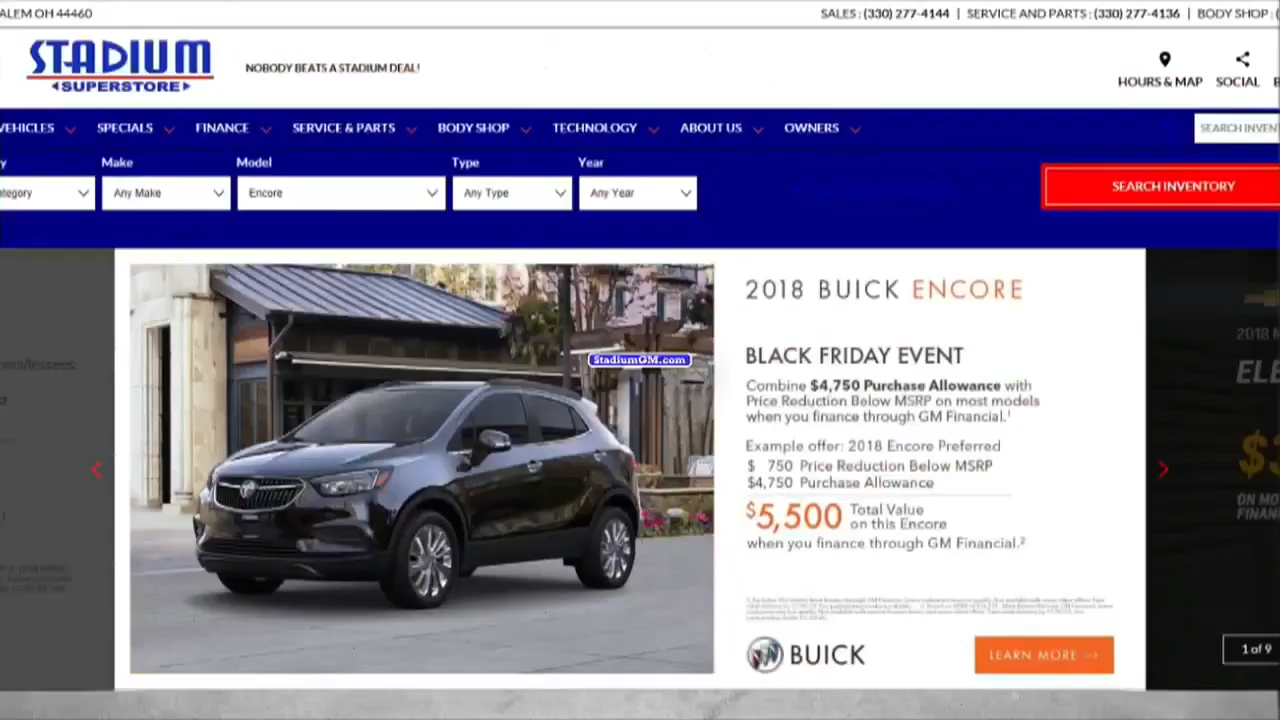 ALEM OH 44460
SALES : (330) 277-4144 | SERVICE AND PARTS : (330) 277-4136 | BODY SHOP :
STADIUM
SUPERSTORE
NOBODY BEATS A STADIUM DEAL!
HOURS & MAP
SOCIAL
VEHICLES
SPECIALS
FINANCE
SERVICE & PARTS
BODY SHOP
TECHNOLOGY
ABOUT US
OWNERS
SEARCH INVEN
y
Make
Model
Type
Year
ategory
Any Make
Encore
Any Type
Any Year
SEARCH INVENTORY
StadiumGM.com
2018 BUICK ENCORE
BLACK FRIDAY EVENT
Combine $4,750 Purchase Allowance with
Price Reduction Below MSRP on most models
when you finance through GM Financial.¹
Example offer: 2018 Encore Preferred
$ 750 Price Reduction Below MSRP
$4,750 Purchase Allowance
$5,500 Total Value
on this Encore
when you finance through GM Financial.²
BUICK
LEARN MORE →
ers/lessees.
2018
ELE
$
ON MO
FINAN
1 of 9